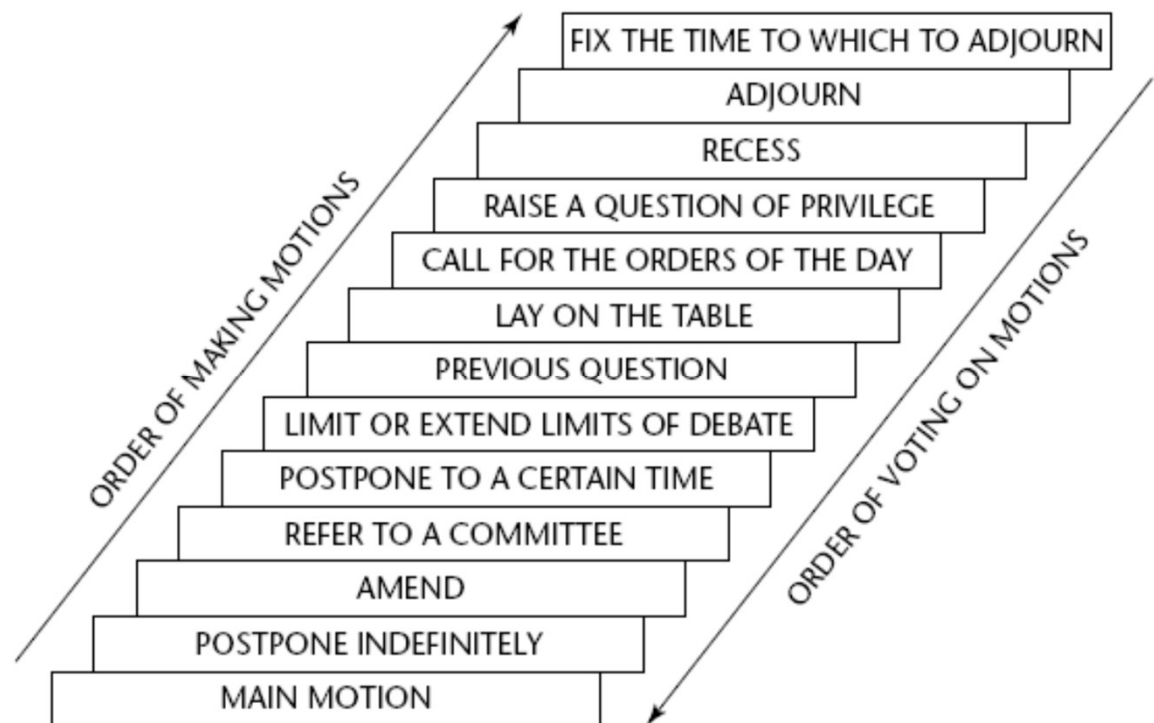 FIX THE TIME TO WHICH TO ADJOURN
ADJOURN
RECESS
RAISE A QUESTION OF PRIVILEGE
CALL FOR THE ORDERS OF THE DAY
LAY ON THE TABLE
PREVIOUS QUESTION
LIMIT OR EXTEND LIMITS OF DEBATE
POSTPONE TO A CERTAIN TIME
REFER TO A COMMITTEE
AMEND
POSTPONE INDEFINITELY
MAIN MOTION
ORDER OF MAKING MOTIONS
ORDER OF VOTING ON MOTIONS